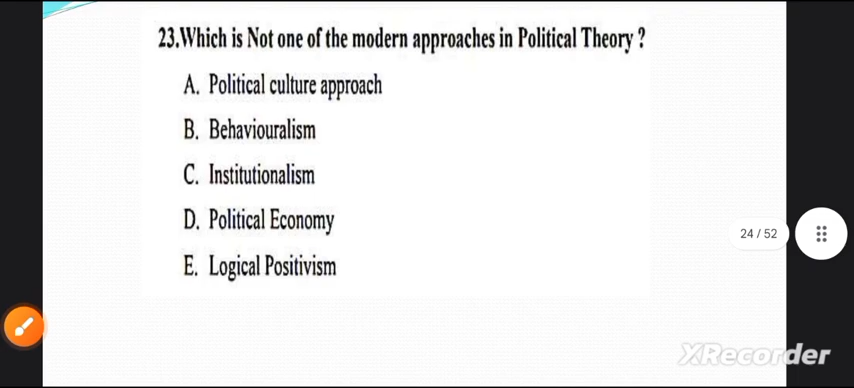 23.Which is Not one of the modern approaches in Political Theory ?
A. Political culture approach
B. Behaviouralism
C. Institutionalism
D. Political Economy
24 / 52
E. Logical Positivism
XRecorder